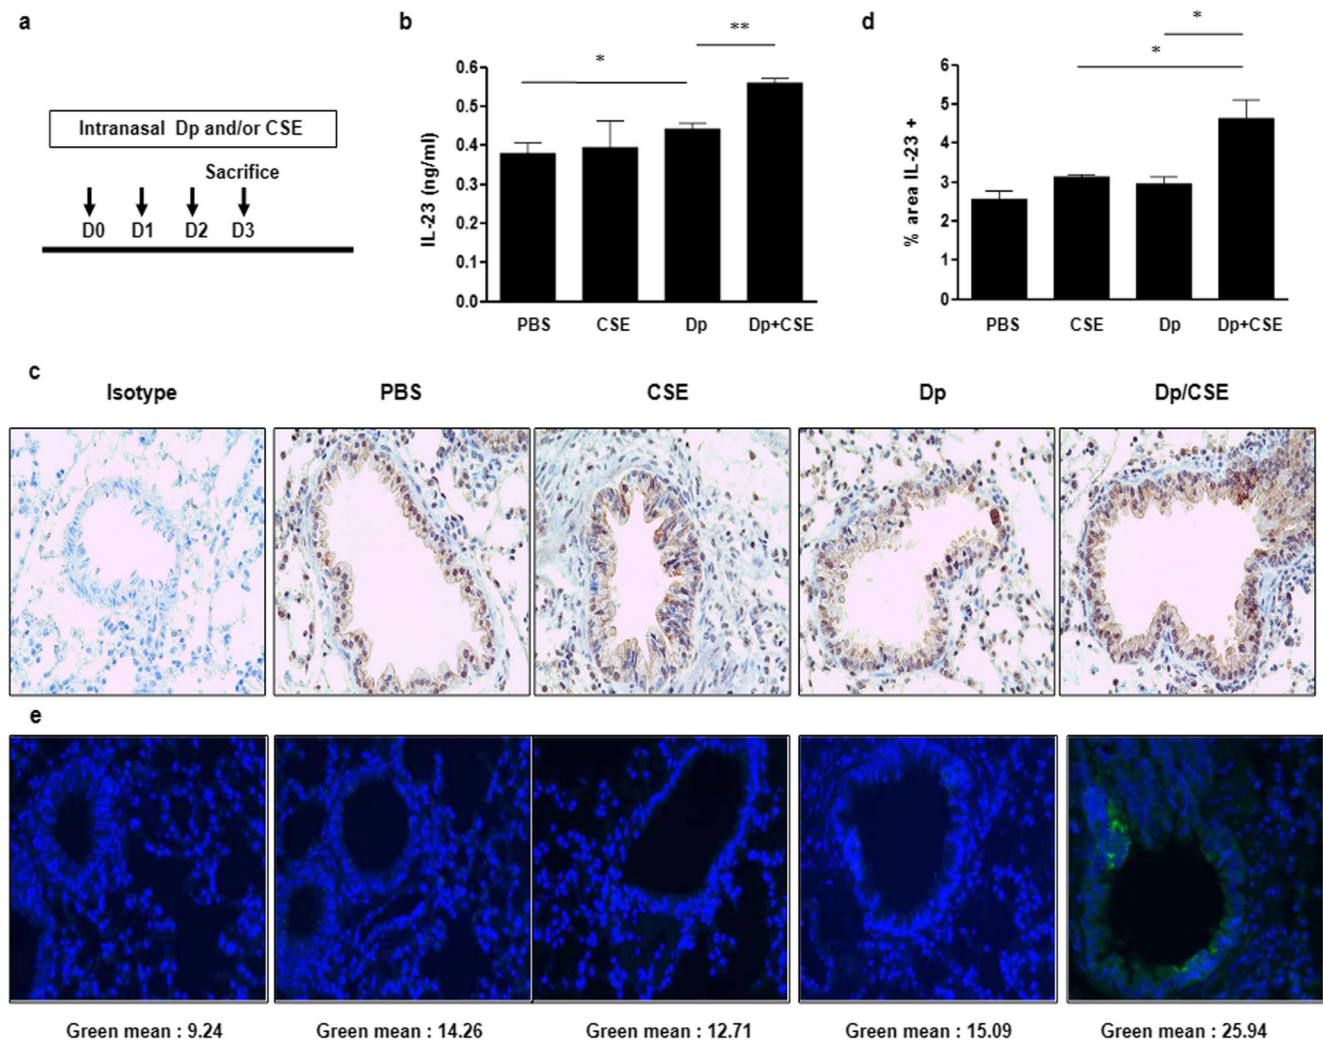 a
Intranasal Dp and/or CSE
Sacrifice
D0 D1 D2 D3
b
** 
*
IL-23 (ng/ml)
0.6
0.5
0.4
0.3
0.2
0.1
0.0
PBS CSE Dp Dp+CSE
d
*
*
% area IL-23 +
6
5
4
3
2
1
0
PBS CSE Dp Dp+CSE
c
Isotype PBS CSE Dp Dp/CSE
e
Green mean : 9.24 Green mean : 14.26 Green mean : 12.71 Green mean : 15.09 Green mean : 25.94